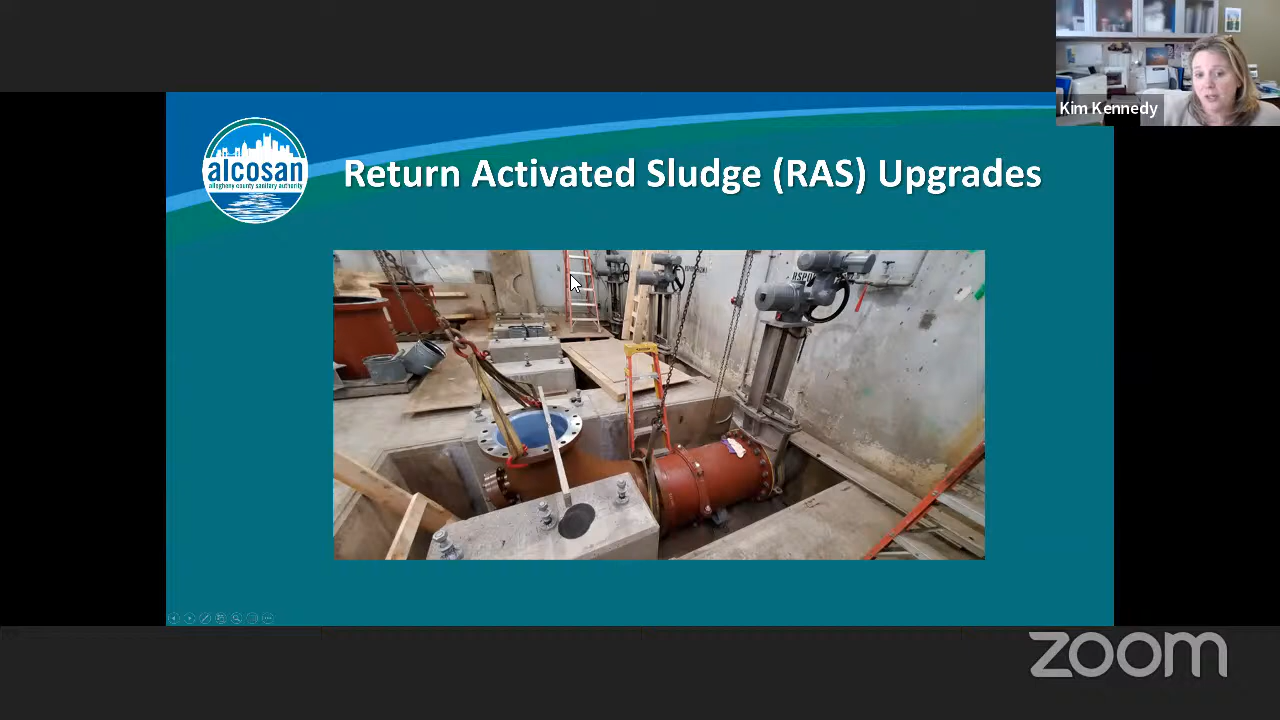 Kim Kennedy
alcosan
allegheny county sanitary authority
Return Activated Sludge (RAS) Upgrades
zoom